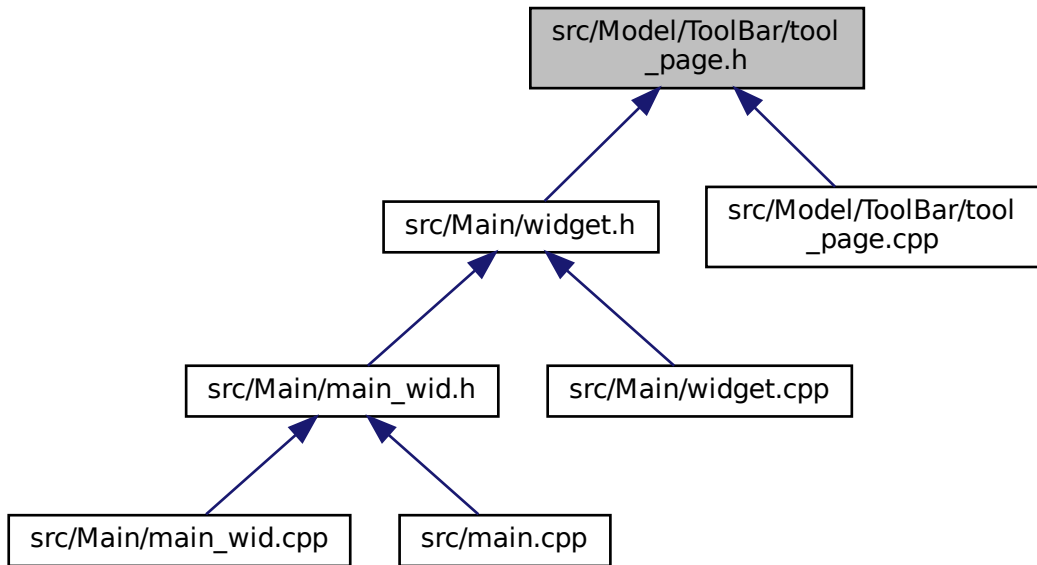 src/Model/ToolBar/tool
_page.h
src/Main/widget.h
src/Model/ToolBar/tool
_page.cpp
src/Main/main_wid.h
src/Main/widget.cpp
src/Main/main_wid.cpp
src/main.cpp